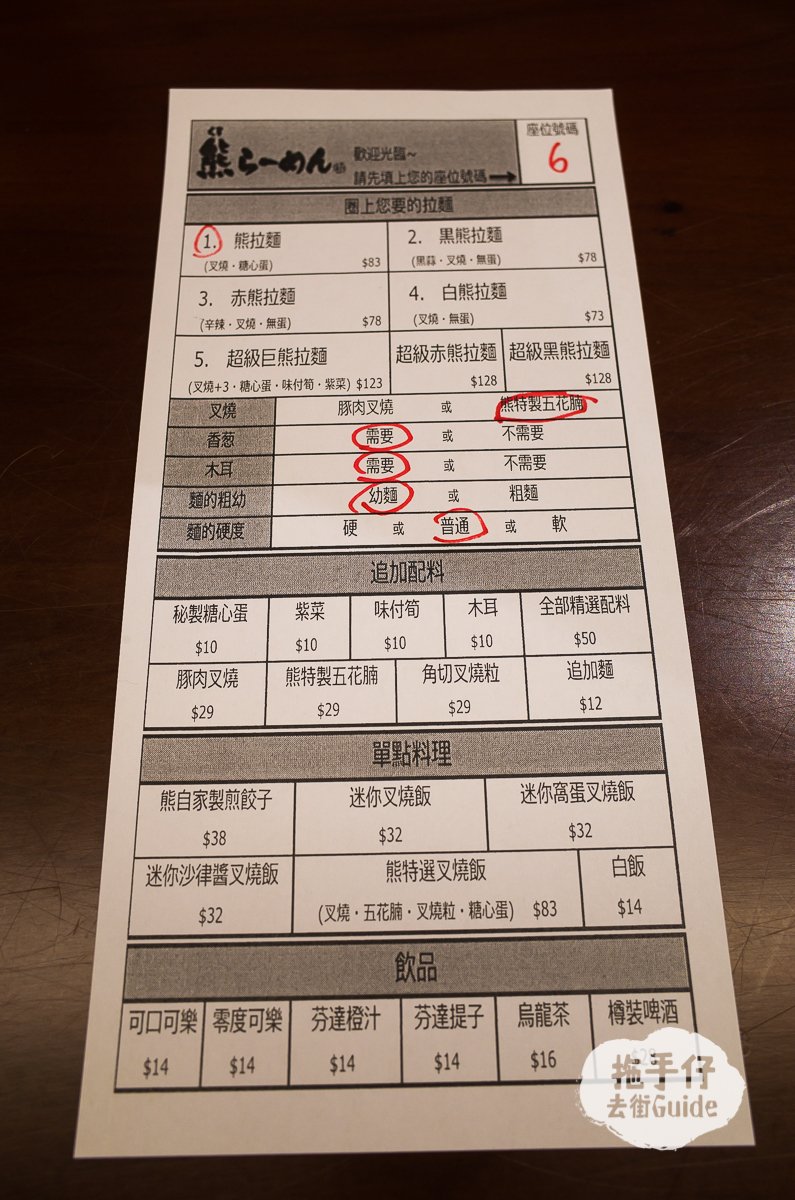 くま
熊らーめん
歡迎光臨~
請先填上您的座位號碼
座位號碼
6
圈上您要的拉麵
1. 熊拉麵
(叉燒・糖心蛋) $83
2. 黒熊拉麵
(黑蒜・叉燒・無蛋) $78
3. 赤熊拉麵
(辛辣・叉燒・無蛋) $78
4. 白熊拉麵
(叉燒・無蛋) $73
5. 超級巨熊拉麵
(叉燒+3・糖心蛋・味付筍・紫菜) $123
超級赤熊拉麵
$128
超級黑熊拉麵
$128
叉燒 豚肉叉燒 或 熊特製五花腩
香葱 需要 或 不需要
木耳 需要 或 不需要
麵的粗幼 幼麵 或 粗麵
麵的硬度 硬 或 普通 或 軟
追加配料
秘製糖心蛋 紫菜 味付筍 木耳 全部精選配料
$10 $10 $10 $10 $50
豚肉叉燒 熊特製五花腩 角切叉燒粒 追加麵
$29 $29 $29 $12
單點料理
熊自家製煎餃子 迷你叉燒飯 迷你窩蛋叉燒飯
$38 $32 $32
迷你沙律醬叉燒飯 熊特選叉燒飯 白飯
$32 (叉燒・五花腩・叉燒粒・糖心蛋) $83 $14
飲品
可口可樂 零度可樂 芬達橙汁 芬達提子 烏龍茶 樽裝啤酒
$14 $14 $14 $14 $16
拖手仔
去街Guide